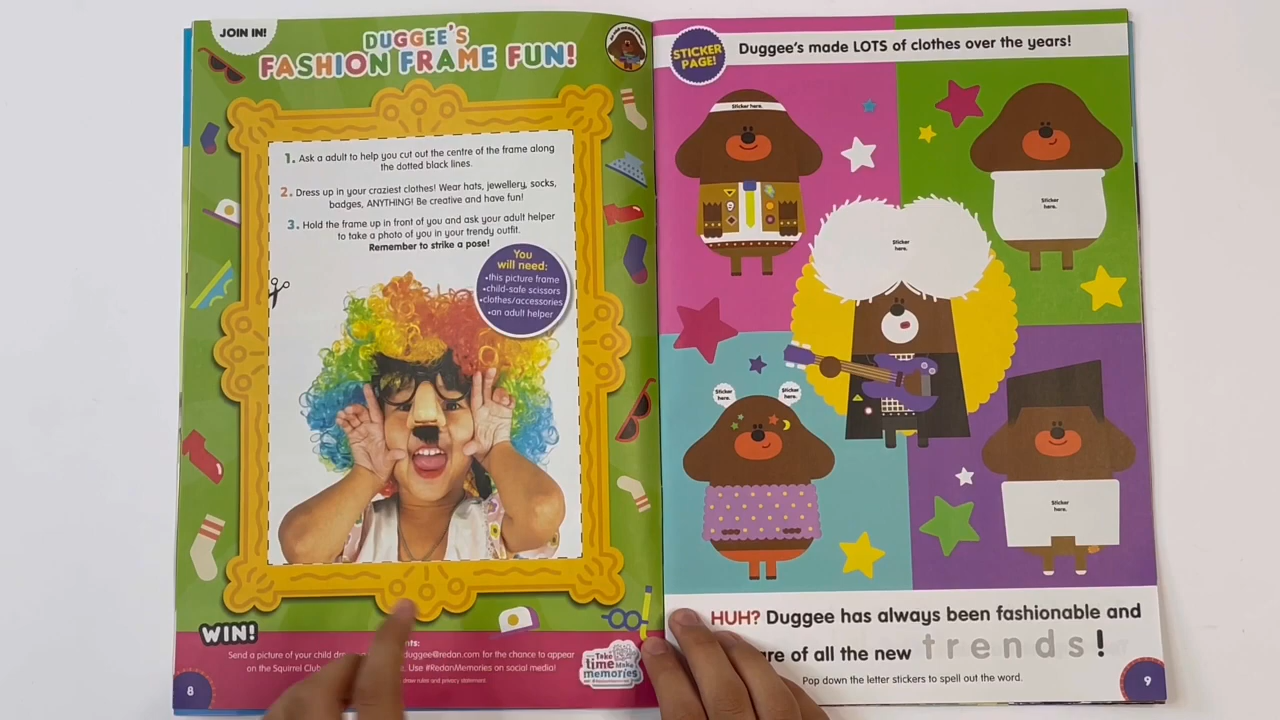 JOIN IN!
DUGGEE'S
FASHION FRAME FUN!
1. Ask a adult to help you cut out the centre of the frame along
the dotted black lines.
2. Dress up in your craziest clothes! Wear hats, jewellery, socks,
badges, ANYTHING! Be creative and have fun!
3. Hold the frame up in front of you and ask your adult helper
to take a photo of you in your trendy outfit.
Remember to strike a pose!
You
will need:
•this picture frame
•child-safe scissors
•clothes/accessories
•an adult helper
WIN!
Send a picture of your child duggee@redan.com for the chance to appear
on the Squirrel Club Use #RedanMemories on social media!
draw rules and privacy statement.
Take
time Make
memories
#RedanMemories
8
STICKER
PAGE!
Duggee's made LOTS of clothes over the years!
Sticker here.
Sticker
here.
Sticker
here.
Sticker
here.
Sticker
here.
Sticker
here.
HUH? Duggee has always been fashionable and
of all the new trends!
Pop down the letter stickers to spell out the word.
9